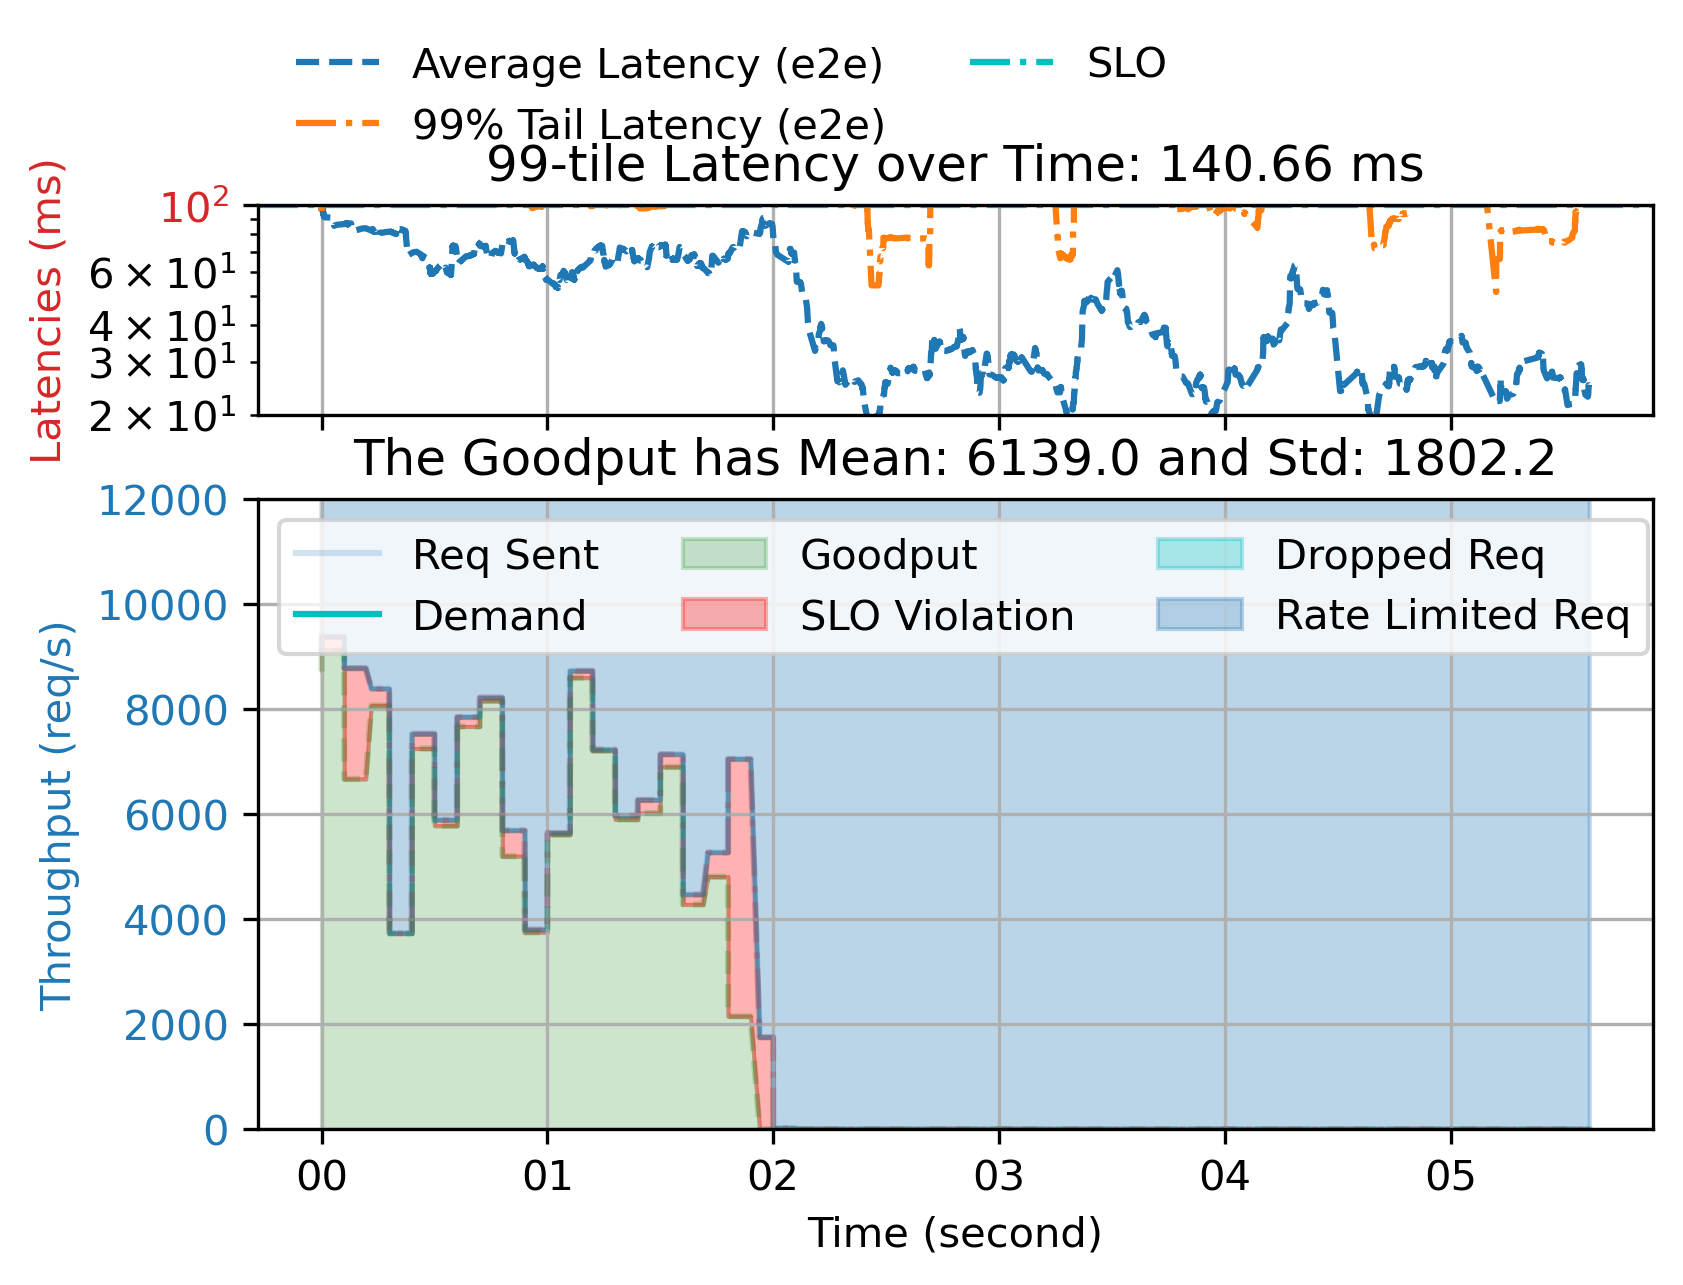 Average Latency (e2e)
SLO
99% Tail Latency (e2e)
99-tile Latency over Time: 140.66 ms
Latencies (ms)
10²
6 × 10¹
4 × 10¹
3 × 10¹
2 × 10¹
The Goodput has Mean: 6139.0 and Std: 1802.2
Throughput (req/s)
12000
10000
8000
6000
4000
2000
0
Req Sent
Goodput
Dropped Req
Demand
SLO Violation
Rate Limited Req
00 01 02 03 04 05
Time (second)